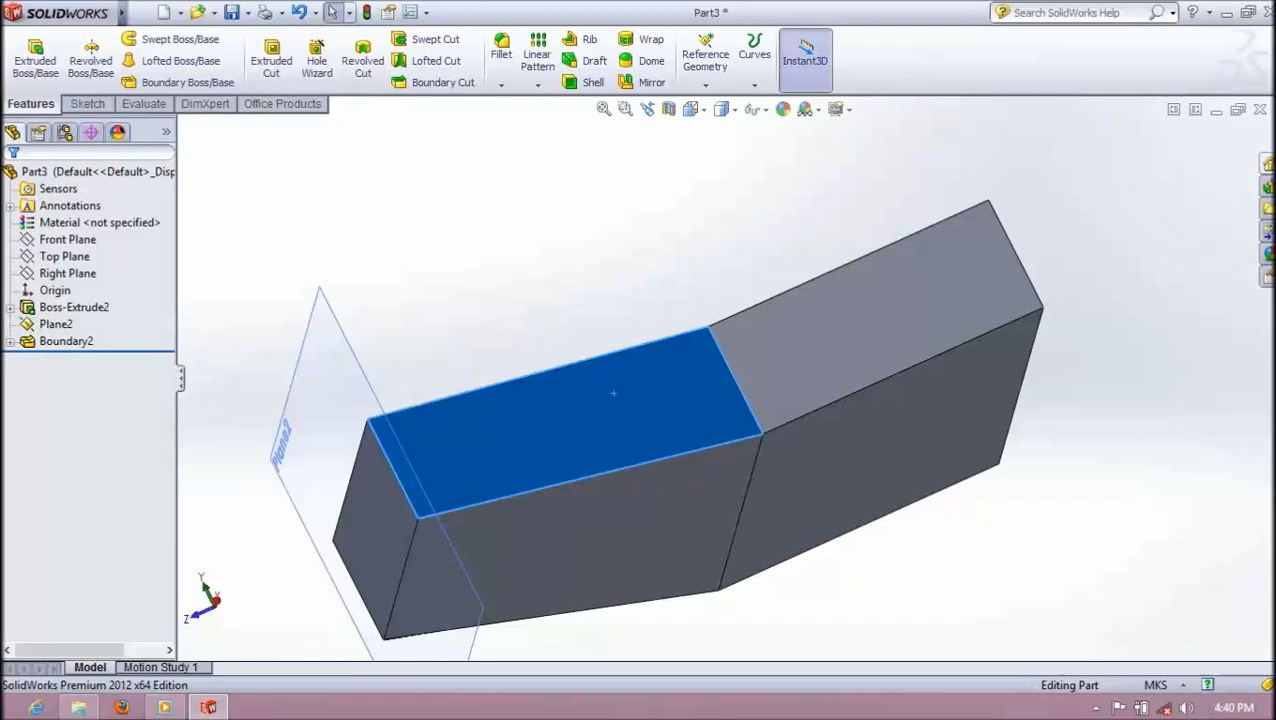 SOLIDWORKS
Part3 *
Search SolidWorks Help
Extruded Boss/Base
Revolved Boss/Base
Swept Boss/Base
Lofted Boss/Base
Boundary Boss/Base
Extruded Cut
Hole Wizard
Revolved Cut
Swept Cut
Lofted Cut
Boundary Cut
Fillet
Linear Pattern
Rib
Draft
Shell
Wrap
Dome
Mirror
Reference Geometry
Curves
Instant3D
Features
Sketch
Evaluate
DimXpert
Office Products
Part3 (Default<<Default>_Disp
Sensors
Annotations
Material <not specified>
Front Plane
Top Plane
Right Plane
Origin
Boss-Extrude2
Plane2
Boundary2
Plane2
Y
Z
Model
Motion Study 1
SolidWorks Premium 2012 x64 Edition
Editing Part
MKS
4:40 PM